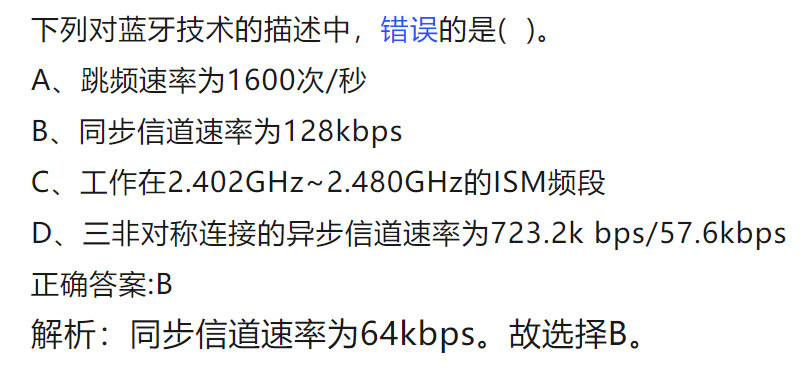 下列对蓝牙技术的描述中，错误的是(  )。
A、跳频速率为1600次/秒
B、同步信道速率为128kbps
C、工作在2.402GHz~2.480GHz的ISM频段
D、三非对称连接的异步信道速率为723.2k bps/57.6kbps
正确答案:B
解析：同步信道速率为64kbps。故选择B。